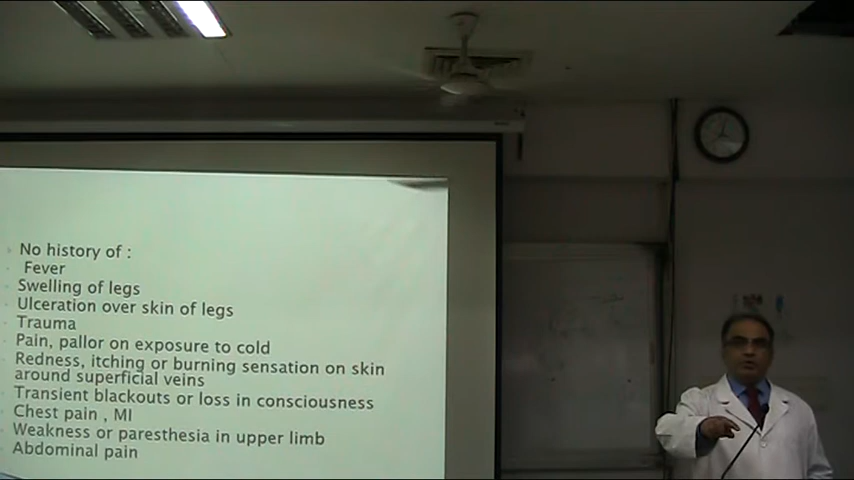 No history of :
Fever
Swelling of legs
Ulceration over skin of legs
Trauma
Pain, pallor on exposure to cold
Redness, itching or burning sensation on skin
around superficial veins
Transient blackouts or loss in consciousness
Chest pain , MI
Weakness or paresthesia in upper limb
Abdominal pain